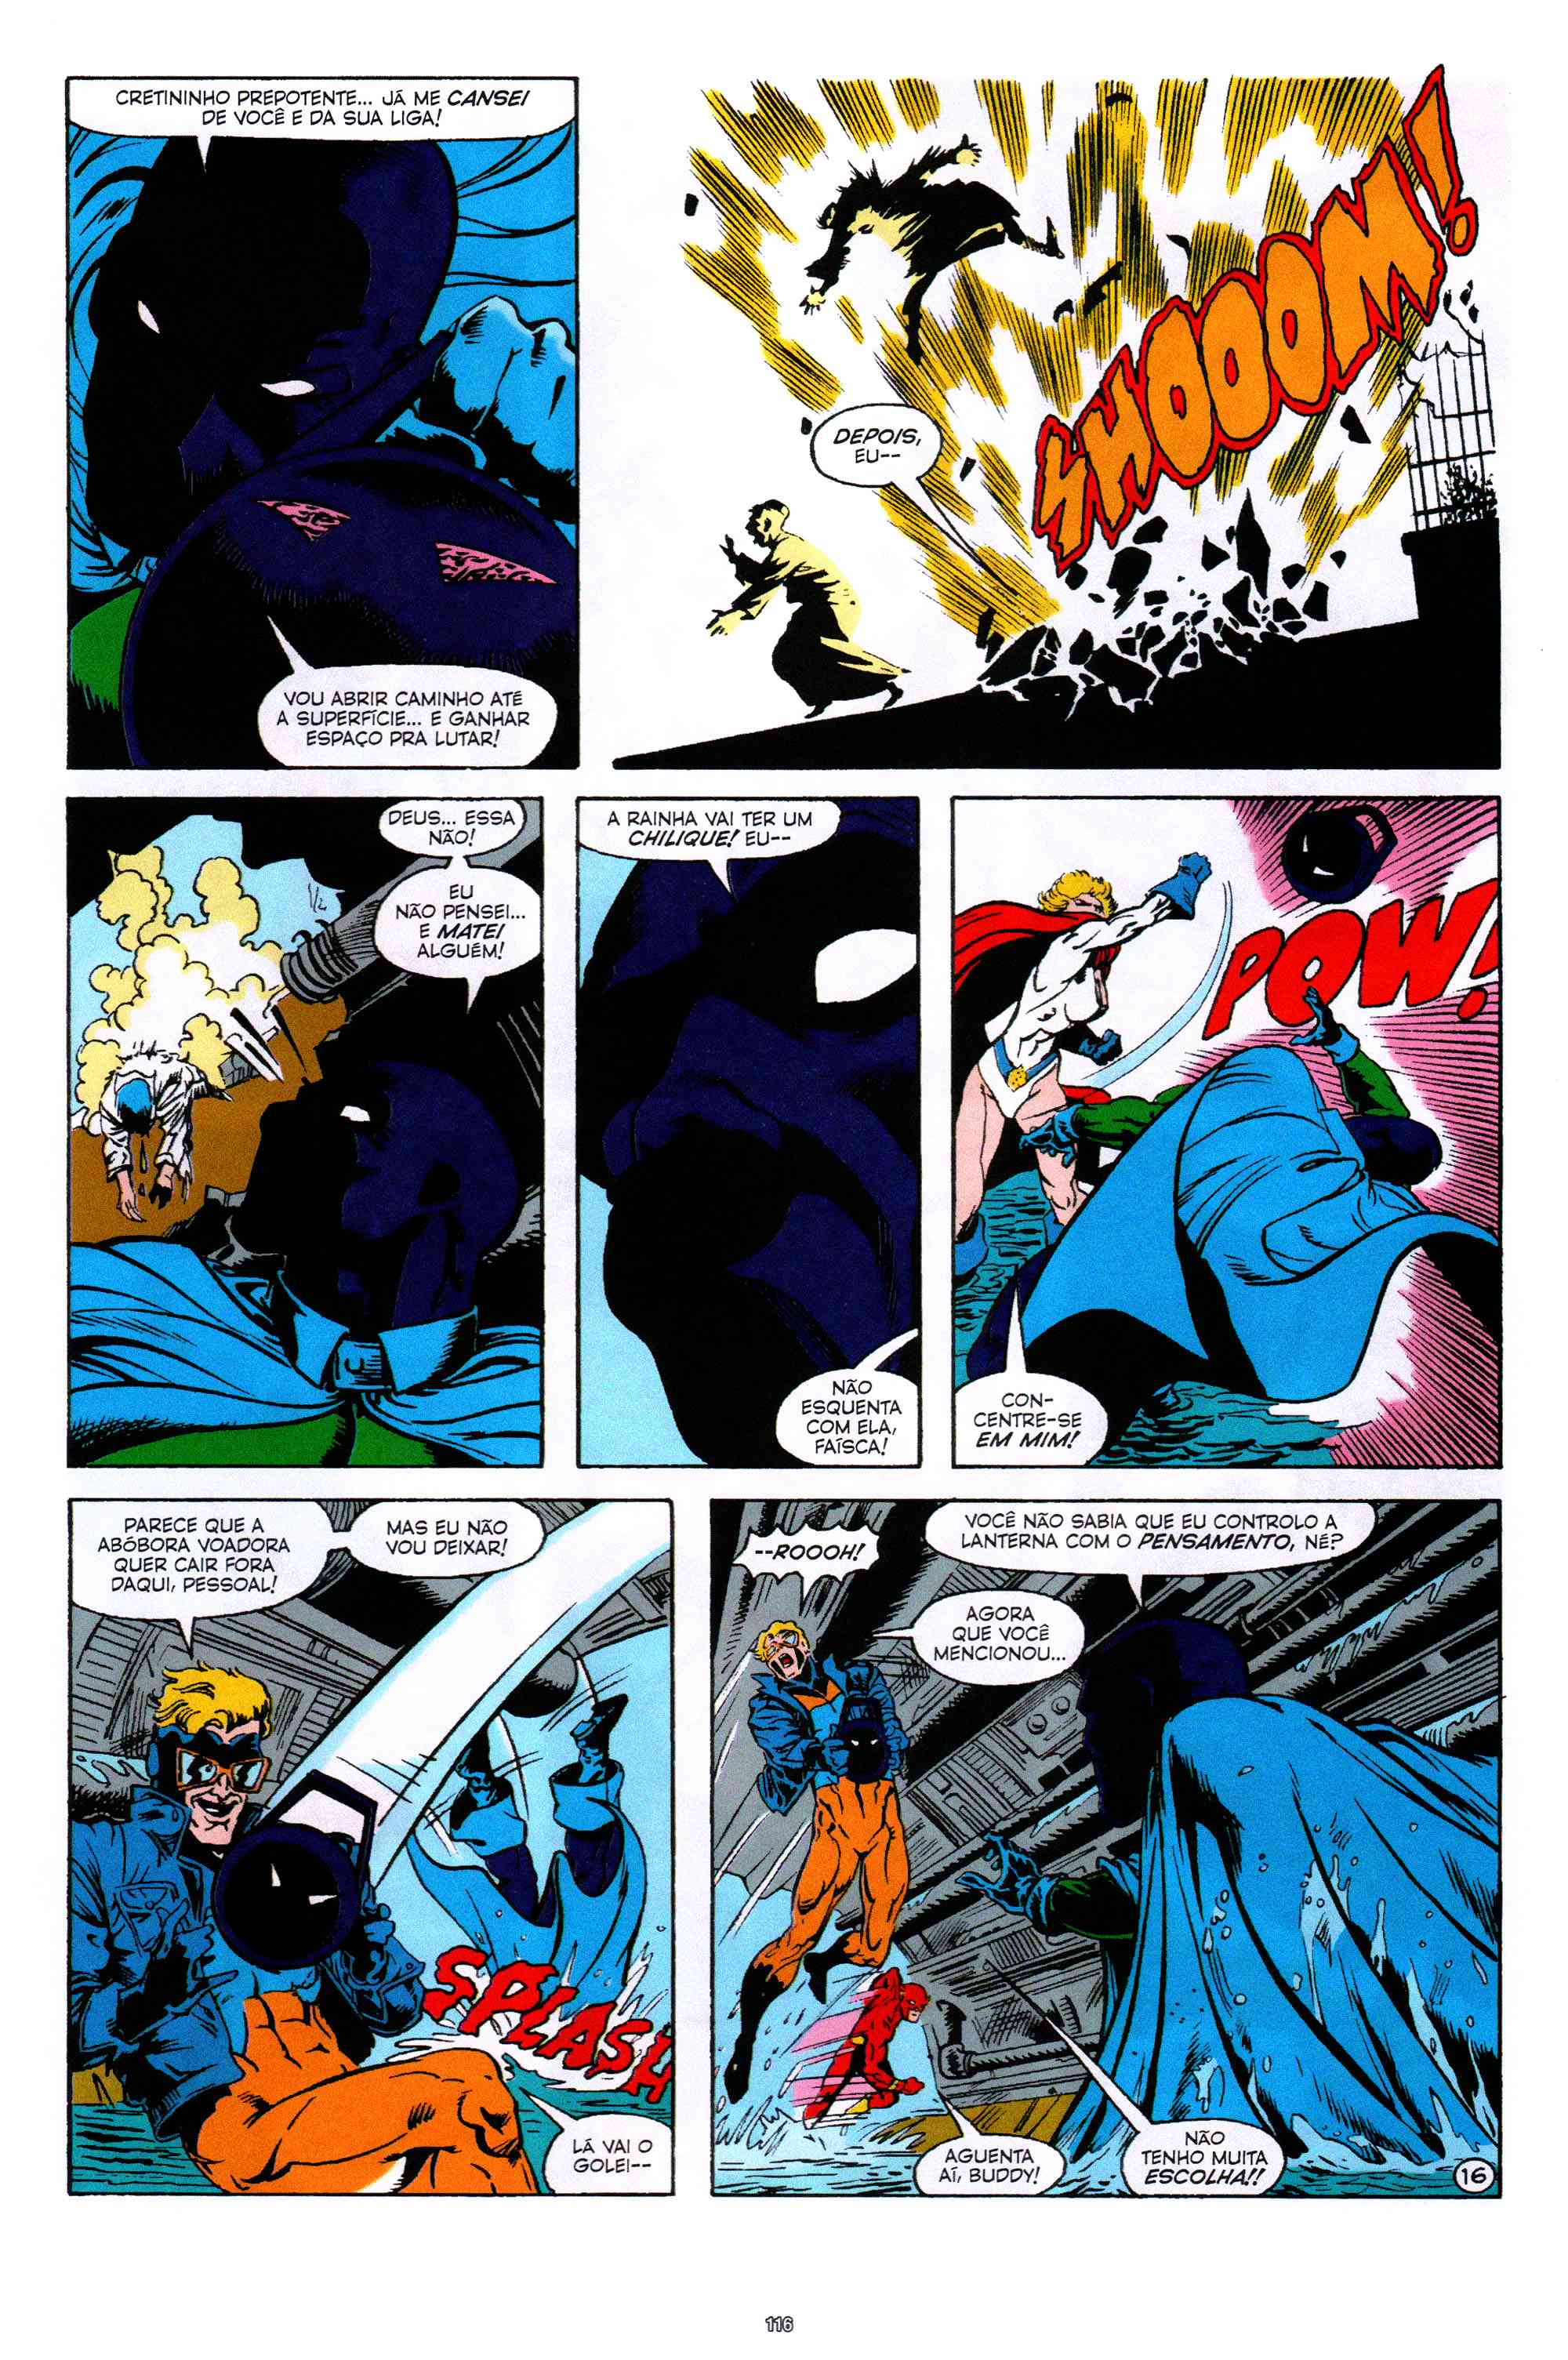 CRETININHO PREPOTENTE... JÁ ME CANSEI
DE VOCÊ E DA SUA LIGA!
VOU ABRIR CAMINHO ATÉ
A SUPERFÍCIE... E GANHAR
ESPAÇO PRA LUTAR!
SHOOOM!
DEPOIS,
EU--
DEUS... ESSA
NÃO!
EU
NÃO PENSEI...
E MATEI
ALGUÉM!
A RAINHA VAI TER UM
CHILIQUE! EU--
NÃO
ESQUENTA
COM ELA,
FAÍSCA!
POW!
CON-
CENTRE-SE
EM MIM!
PARECE QUE A
ABÓBORA VOADORA
QUER CAIR FORA
DAQUI, PESSOAL!
MAS EU NÃO
VOU DEIXAR!
SPLASH
LÁ VAI O
GOLEI--
--ROOOH!
VOCÊ NÃO SABIA QUE EU CONTROLO A
LANTERNA COM O PENSAMENTO, NÉ?
AGORA
QUE VOCÊ
MENCIONOU...
AGUENTA
AÍ, BUDDY!
NÃO
TENHO MUITA
ESCOLHA!!
16
116